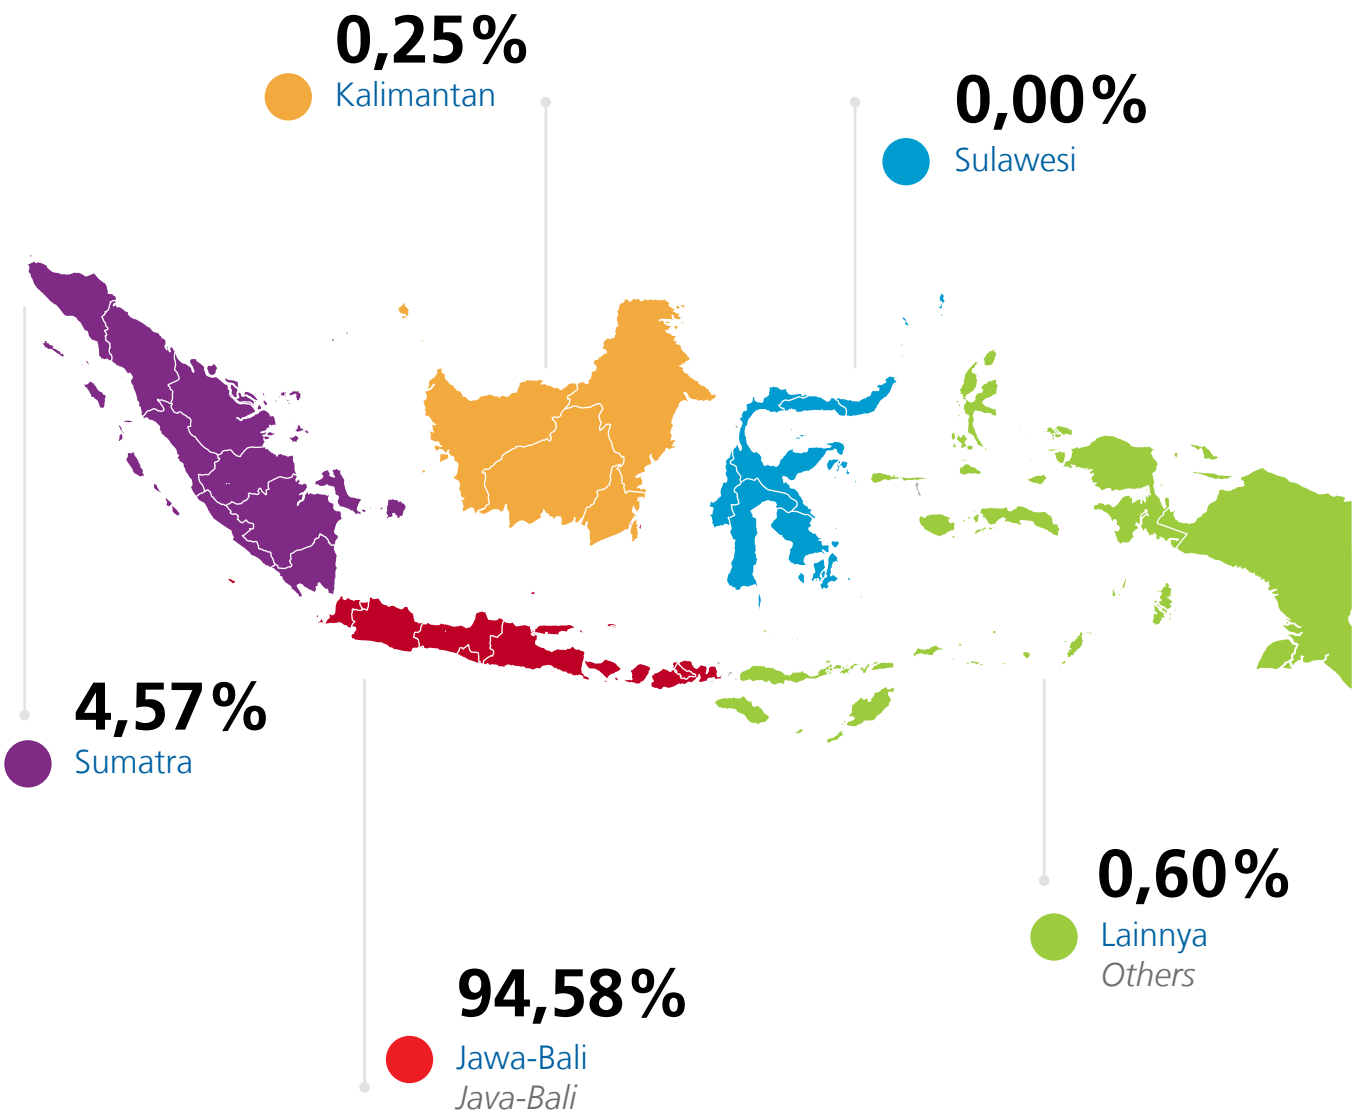 0,25%
Kalimantan
0,00%
Sulawesi
4,57%
Sumatra
0,60%
Lainnya
Others
94,58%
Jawa-Bali
Java-Bali